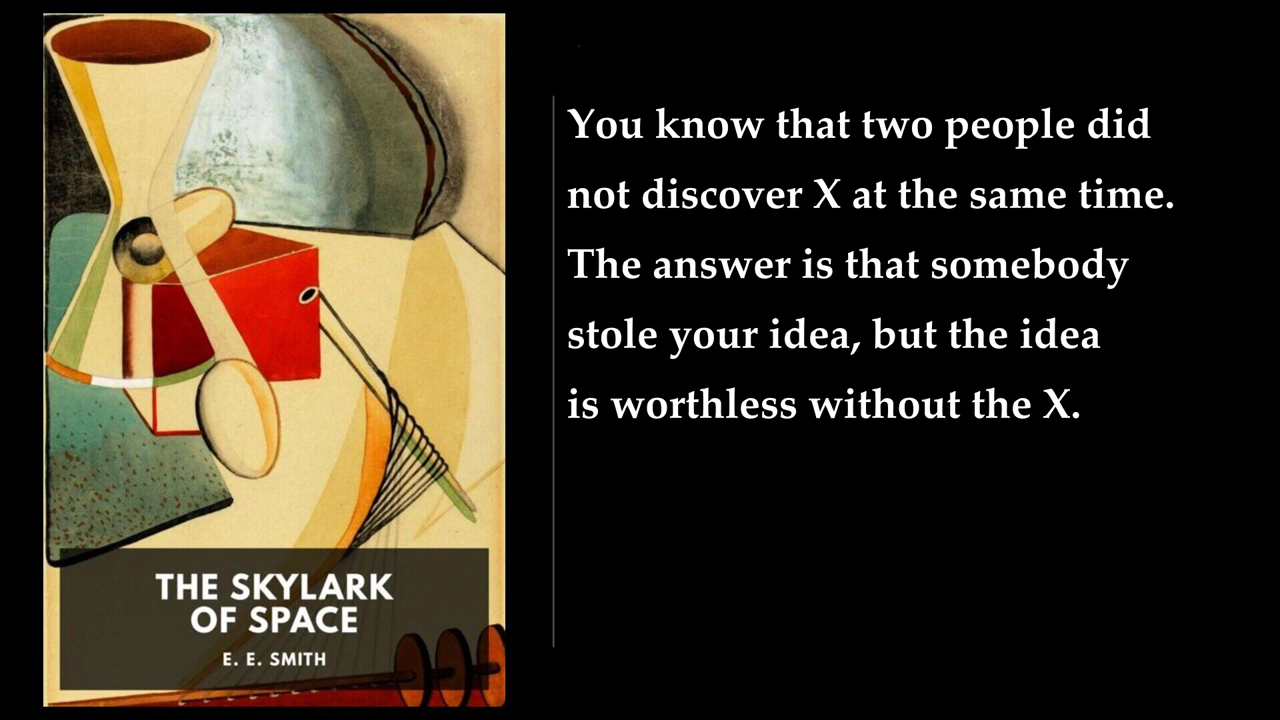 THE SKYLARK
OF SPACE
E. E. SMITH
You know that two people did
not discover X at the same time.
The answer is that somebody
stole your idea, but the idea
is worthless without the X.